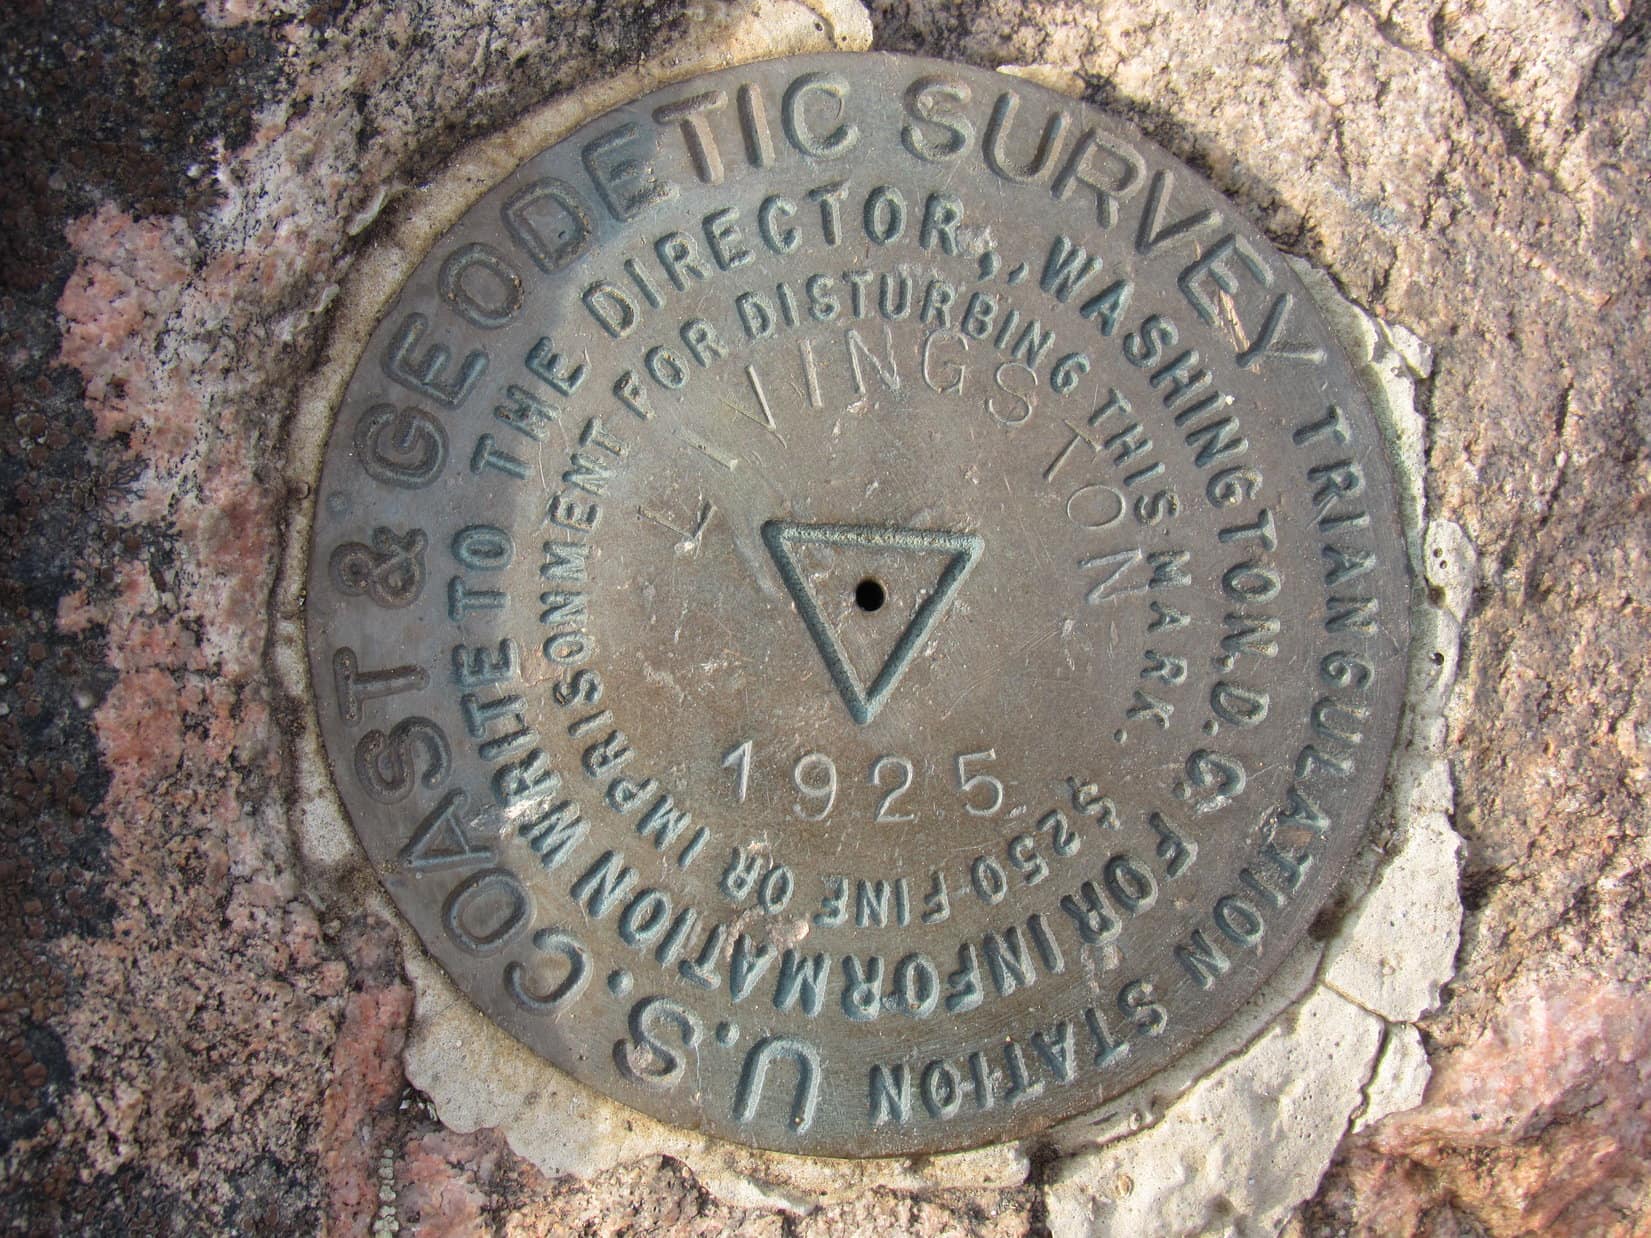 U.S. COAST & GEODETIC SURVEY
TRIANGULATION STATION
FOR INFORMATION WRITE TO THE DIRECTOR, WASHINGTON. D.C.
$250 FINE OR IMPRISONMENT FOR DISTURBING THIS MARK.
LIVINGSTON
1925